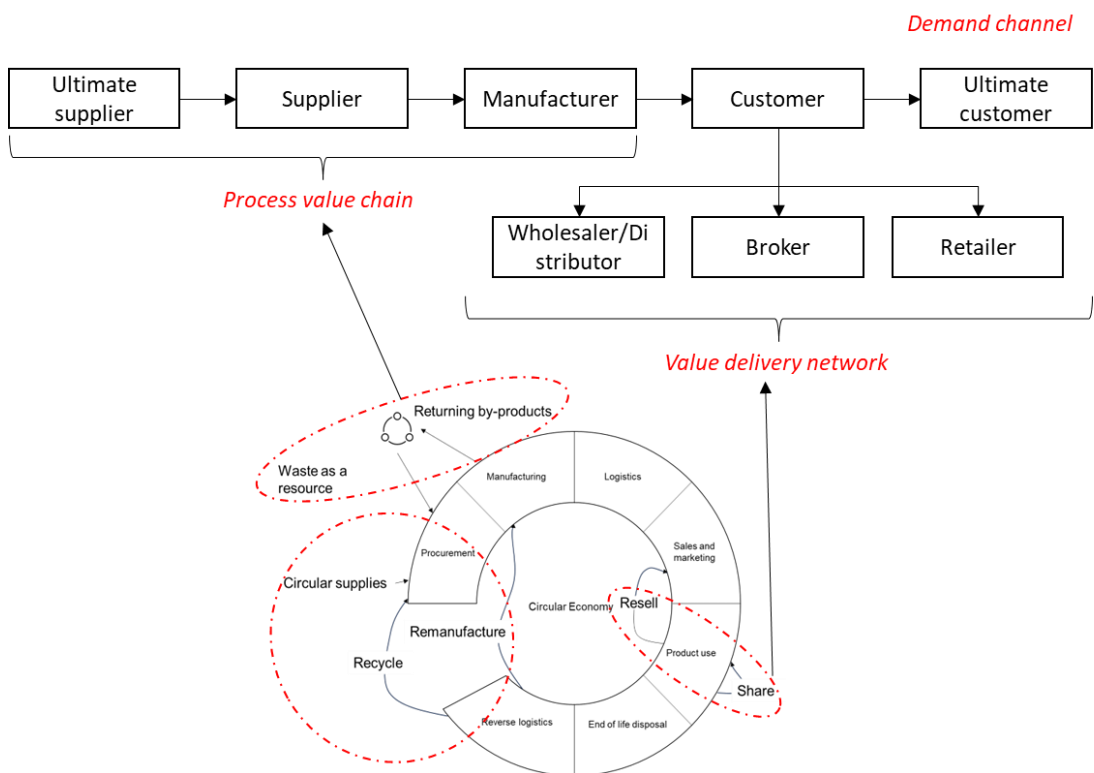 Demand channel
Ultimate
supplier
Supplier
Manufacturer
Customer
Ultimate
customer
Process value chain
Wholesaler/Di
stributor
Broker
Retailer
Value delivery network
Returning by-products
Waste as a
resource
Manufacturing
Logistics
Procurement
Sales and
marketing
Circular supplies
Circular Economy
Resell
Remanufacture
Recycle
Product use
Share
Reverse logistics
End of life disposal